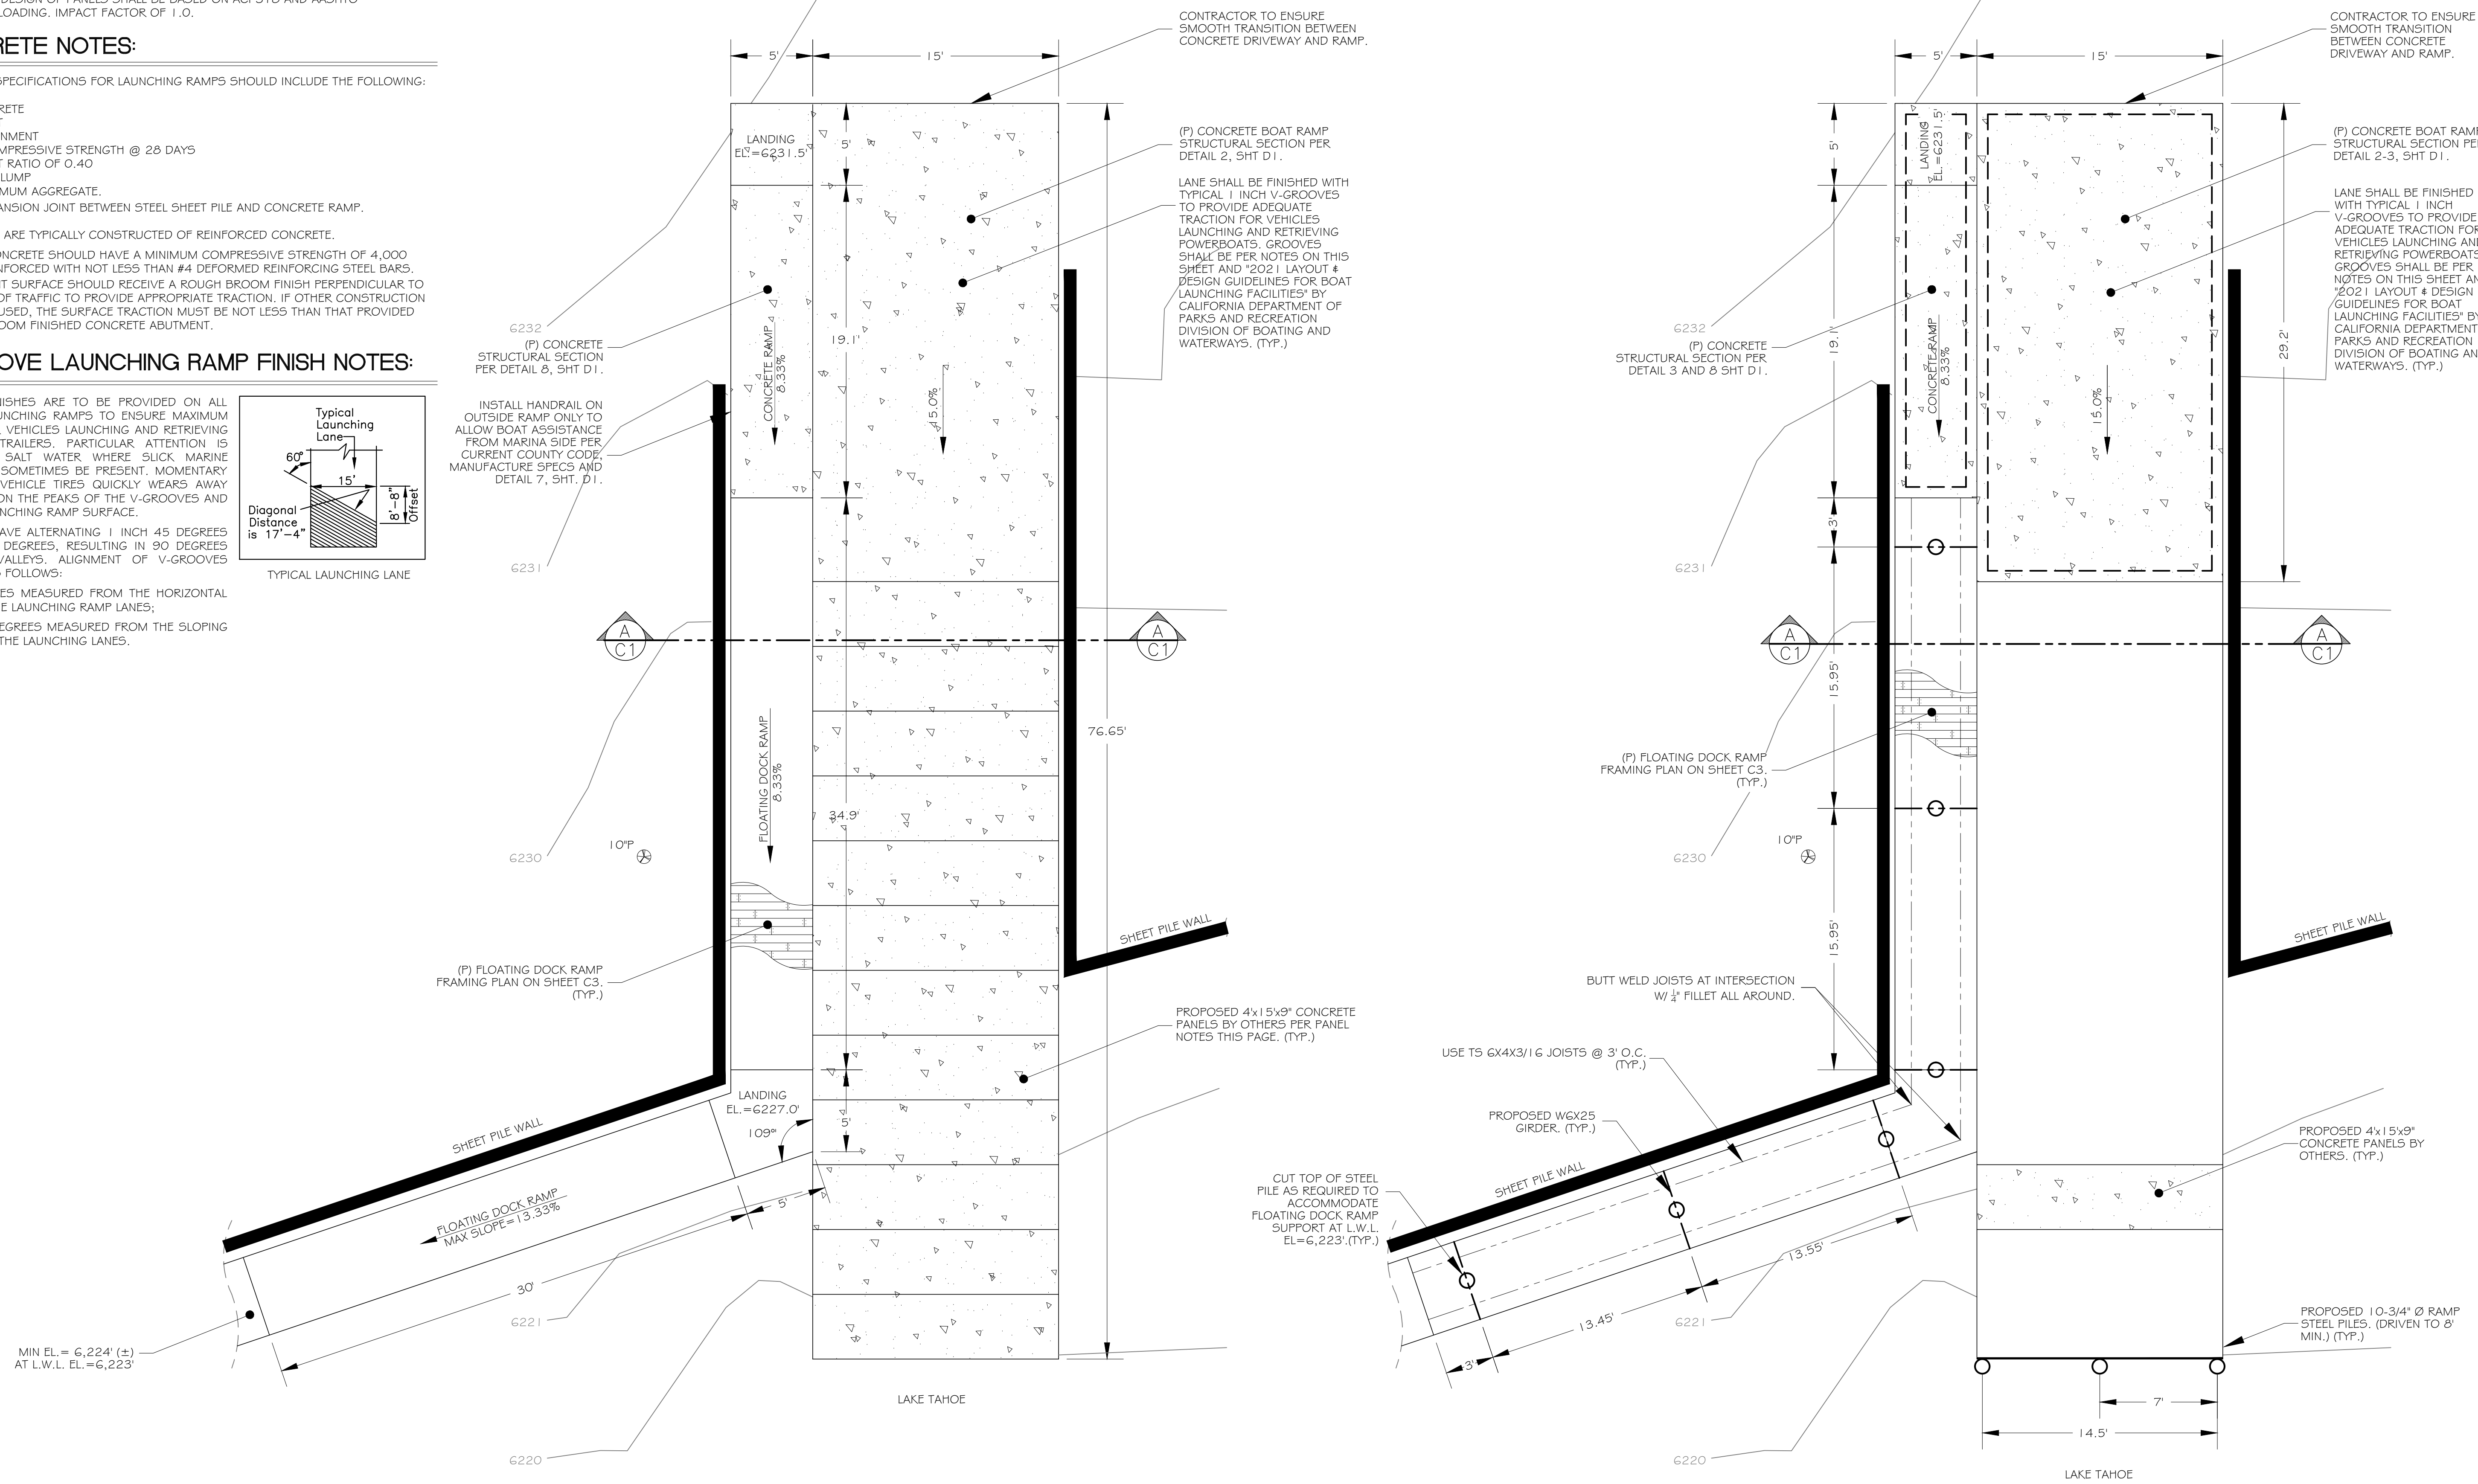 DESIGN OF PANELS SHALL BE BASED ON ACI 318 AND AASHTO
LOADING. IMPACT FACTOR OF 1.0.
RETE NOTES:
SPECIFICATIONS FOR LAUNCHING RAMPS SHOULD INCLUDE THE FOLLOWING:
RETE
NMENT
MPRESSIVE STRENGTH @ 28 DAYS
T RATIO OF 0.40
LUMP
MUM AGGREGATE.
ANSION JOINT BETWEEN STEEL SHEET PILE AND CONCRETE RAMP.
ARE TYPICALLY CONSTRUCTED OF REINFORCED CONCRETE.
ONCRETE SHOULD HAVE A MINIMUM COMPRESSIVE STRENGTH OF 4,000
NFORCED WITH NOT LESS THAN #4 DEFORMED REINFORCING STEEL BARS.
T SURFACE SHOULD RECEIVE A ROUGH BROOM FINISH PERPENDICULAR TO
OF TRAFFIC TO PROVIDE APPROPRIATE TRACTION. IF OTHER CONSTRUCTION
USED, THE SURFACE TRACTION MUST BE NOT LESS THAN THAT PROVIDED
OOM FINISHED CONCRETE ABUTMENT.
OVE LAUNCHING RAMP FINISH NOTES:
NISHES ARE TO BE PROVIDED ON ALL
UNCHING RAMPS TO ENSURE MAXIMUM
VEHICLES LAUNCHING AND RETRIEVING
TRAILERS. PARTICULAR ATTENTION IS
SALT WATER WHERE SLICK MARINE
SOMETIMES BE PRESENT. MOMENTARY
VEHICLE TIRES QUICKLY WEARS AWAY
ON THE PEAKS OF THE V-GROOVES AND
NCHING RAMP SURFACE.
AVE ALTERNATING 1 INCH 45 DEGREES
DEGREES, RESULTING IN 90 DEGREES
VALLEYS. ALIGNMENT OF V-GROOVES
FOLLOWS:
ES MEASURED FROM THE HORIZONTAL
E LAUNCHING RAMP LANES;
EGREES MEASURED FROM THE SLOPING
THE LAUNCHING LANES.
Typical
Launching
Lane
60°
15'
8'-8"
Offset
Diagonal
Distance
is 17'-4"
TYPICAL LAUNCHING LANE
5'
15'
CONTRACTOR TO ENSURE
SMOOTH TRANSITION BETWEEN
CONCRETE DRIVEWAY AND RAMP.
LANDING
EL.=6231.5'
5'
(P) CONCRETE BOAT RAMP
STRUCTURAL SECTION PER
DETAIL 2, SHT D1.
LANE SHALL BE FINISHED WITH
TYPICAL 1 INCH V-GROOVES
TO PROVIDE ADEQUATE
TRACTION FOR VEHICLES
LAUNCHING AND RETRIEVING
POWERBOATS. GROOVES
SHALL BE PER NOTES ON THIS
SHEET AND "2021 LAYOUT &
DESIGN GUIDELINES FOR BOAT
LAUNCHING FACILITIES" BY
CALIFORNIA DEPARTMENT OF
PARKS AND RECREATION
DIVISION OF BOATING AND
WATERWAYS. (TYP.)
6232
(P) CONCRETE
STRUCTURAL SECTION
PER DETAIL 8, SHT D1.
CONCRETE RAMP
8.33%
19.1'
15.0%
INSTALL HANDRAIL ON
OUTSIDE RAMP ONLY TO
ALLOW BOAT ASSISTANCE
FROM MARINA SIDE PER
CURRENT COUNTY CODE,
MANUFACTURE SPECS AND
DETAIL 7, SHT. D1.
6231
A
C1
A
C1
76.65'
FLOATING DOCK RAMP
8.33%
34.9'
6230
10"P
(P) FLOATING DOCK RAMP
FRAMING PLAN ON SHEET C3.
(TYP.)
SHEET PILE WALL
PROPOSED 4'x15'x9" CONCRETE
PANELS BY OTHERS PER PANEL
NOTES THIS PAGE. (TYP.)
LANDING
EL.=6227.0'
109°
5'
SHEET PILE WALL
FLOATING DOCK RAMP
MAX SLOPE=13.33%
5'
30'
6221
MIN EL.= 6,224' (±)
AT L.W.L. EL.=6,223'
LAKE TAHOE
6220
5'
15'
CONTRACTOR TO ENSURE
SMOOTH TRANSITION
BETWEEN CONCRETE
DRIVEWAY AND RAMP.
5'
LANDING
EL.=6231.5'
(P) CONCRETE BOAT RAMP
STRUCTURAL SECTION PER
DETAIL 2-3, SHT D1.
LANE SHALL BE FINISHED
WITH TYPICAL 1 INCH
V-GROOVES TO PROVIDE
ADEQUATE TRACTION FOR
VEHICLES LAUNCHING AND
RETRIEVING POWERBOATS.
GROOVES SHALL BE PER
NOTES ON THIS SHEET AN
"2021 LAYOUT & DESIGN
GUIDELINES FOR BOAT
LAUNCHING FACILITIES" BY
CALIFORNIA DEPARTMENT
PARKS AND RECREATION
DIVISION OF BOATING AN
WATERWAYS. (TYP.)
6232
(P) CONCRETE
STRUCTURAL SECTION PER
DETAIL 3 AND 8 SHT D1.
19.1'
CONCRETE RAMP
8.33%
15.0%
29.2'
3'
6231
A
C1
A
C1
15.95'
(P) FLOATING DOCK RAMP
FRAMING PLAN ON SHEET C3.
(TYP.)
6230
10"P
15.95'
SHEET PILE WALL
BUTT WELD JOISTS AT INTERSECTION
W/ 1/4" FILLET ALL AROUND.
USE TS 6X4X3/16 JOISTS @ 3' O.C.
(TYP.)
PROPOSED W6X25
GIRDER. (TYP.)
CUT TOP OF STEEL
PILE AS REQUIRED TO
ACCOMMODATE
FLOATING DOCK RAMP
SUPPORT AT L.W.L.
EL=6,223'.(TYP.)
SHEET PILE WALL
PROPOSED 4'x15'x9"
CONCRETE PANELS BY
OTHERS. (TYP.)
13.55'
13.45'
3'
6221
PROPOSED 10-3/4" Ø RAMP
STEEL PILES. (DRIVEN TO 8'
MIN.) (TYP.)
7'
14.5'
6220
LAKE TAHOE